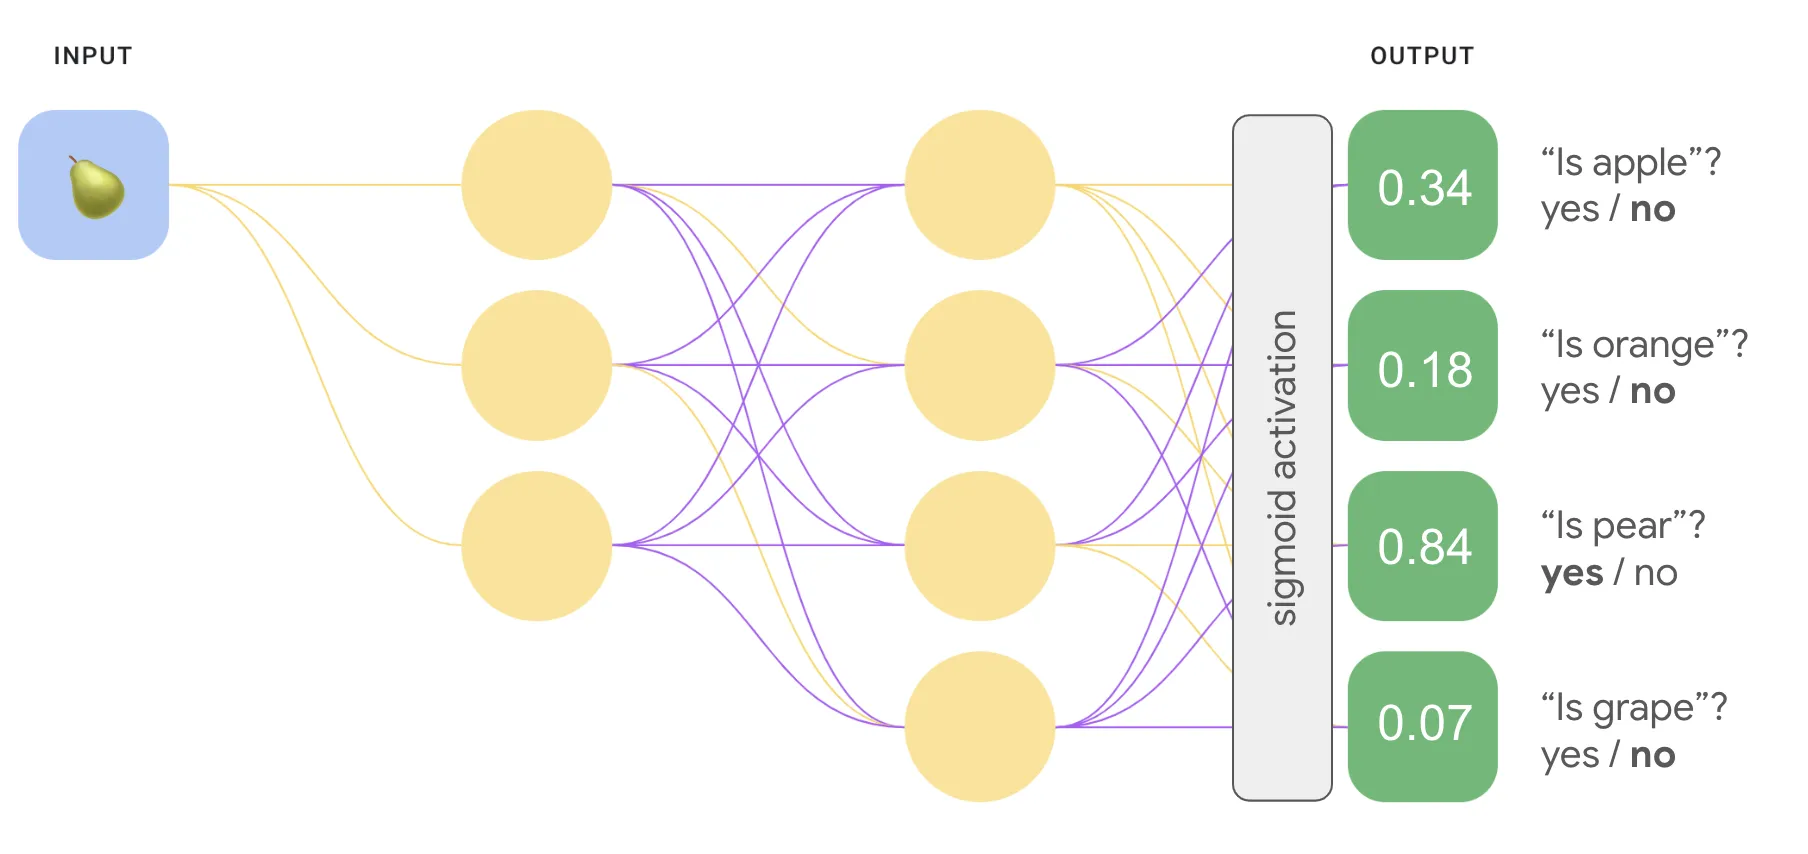 INPUT
OUTPUT
sigmoid activation
0.34
“Is apple”?
yes / no
0.18
“Is orange”?
yes / no
0.84
“Is pear”?
yes / no
0.07
“Is grape”?
yes / no